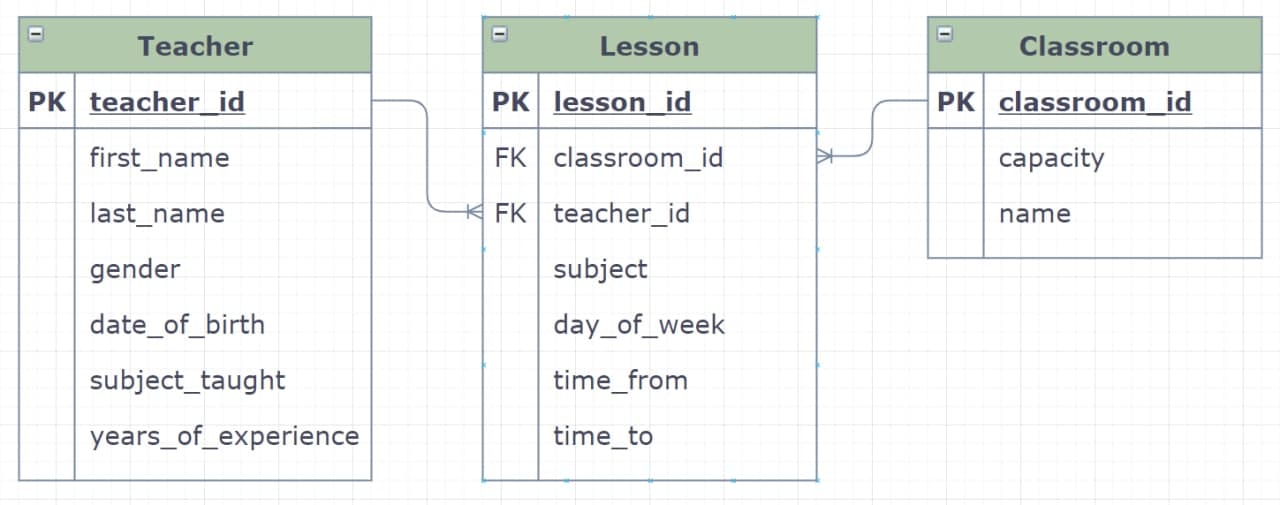 Teacher
PK teacher_id
first_name
last_name
gender
date_of_birth
subject_taught
years_of_experience
Lesson
PK lesson_id
FK classroom_id
FK teacher_id
subject
day_of_week
time_from
time_to
Classroom
PK classroom_id
capacity
name